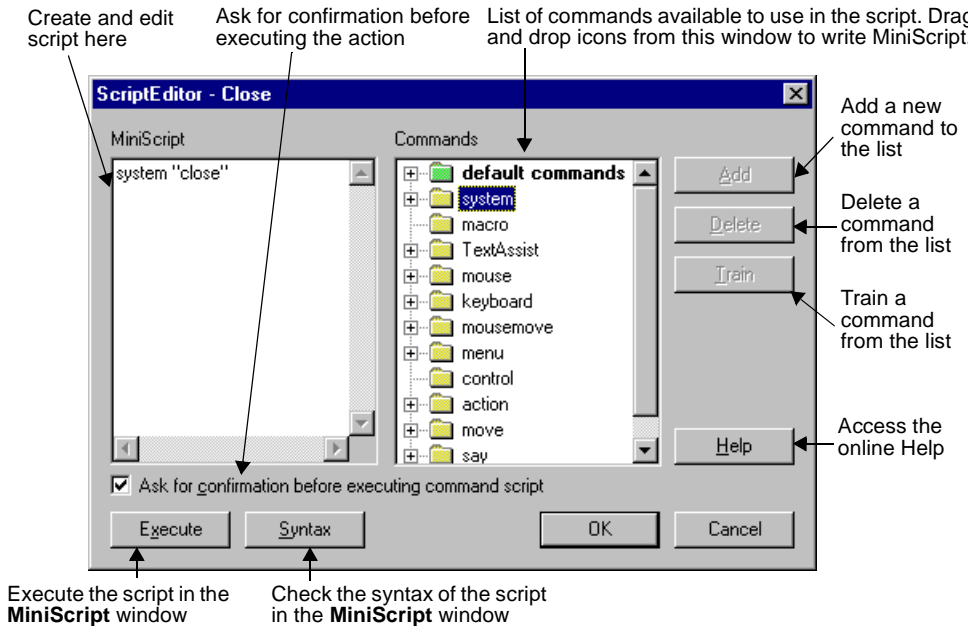 Create and edit
script here
Ask for confirmation before
executing the action
List of commands available to use in the script. Drag
and drop icons from this window to write MiniScript.
ScriptEditor - Close
MiniScript
Commands
system "close"
default commands
system
macro
TextAssist
mouse
keyboard
mousemove
menu
control
action
move
say
Add
Delete
Train
Help
Add a new
command to
the list
Delete a
command
from the list
Train a
command
from the list
Access the
online Help
Ask for confirmation before executing command script
Execute
Syntax
OK
Cancel
Execute the script in the
MiniScript window
Check the syntax of the script
in the MiniScript window